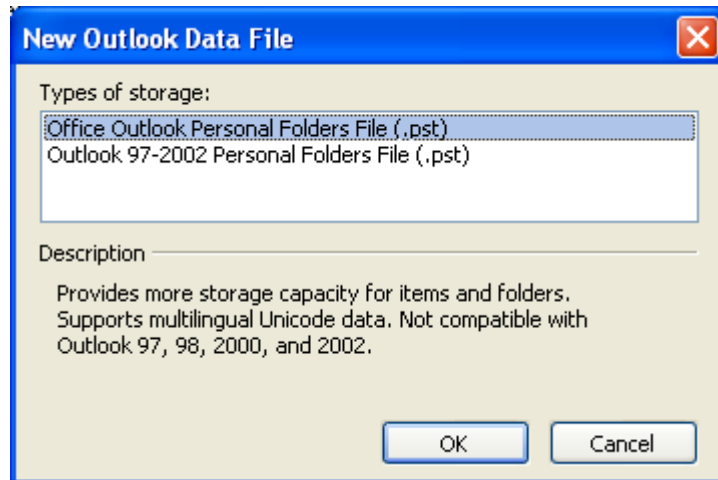 New Outlook Data File
Types of storage:
Office Outlook Personal Folders File (.pst)
Outlook 97-2002 Personal Folders File (.pst)
Description
Provides more storage capacity for items and folders.
Supports multilingual Unicode data. Not compatible with
Outlook 97, 98, 2000, and 2002.
OK
Cancel